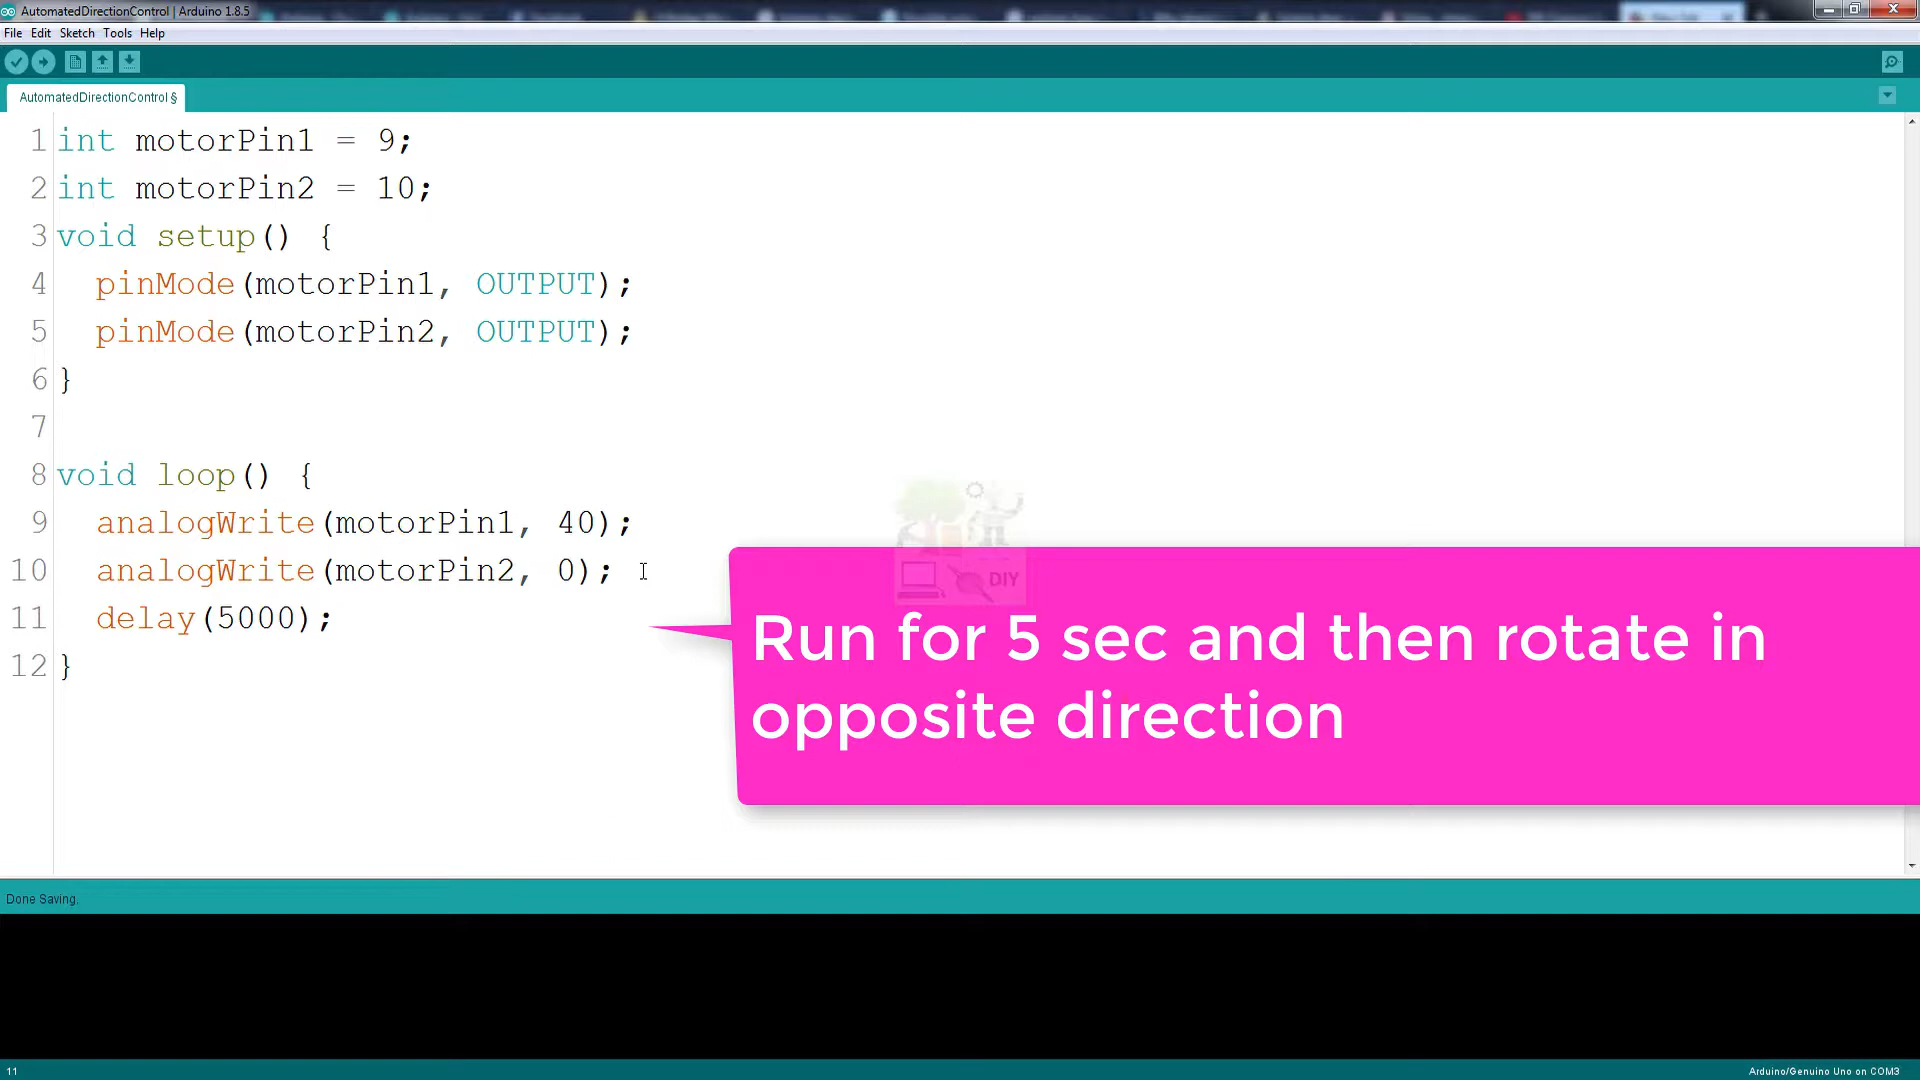 AutomatedDirectionControl | Arduino 1.8.5
File Edit Sketch Tools Help
AutomatedDirectionControl §
1 int motorPin1 = 9;
2 int motorPin2 = 10;
3 void setup() {
4 pinMode(motorPin1, OUTPUT);
5 pinMode(motorPin2, OUTPUT);
6 }
7
8 void loop() {
9 analogWrite(motorPin1, 40);
10 analogWrite(motorPin2, 0);
11 delay(5000);
12 }
DIY
Run for 5 sec and then rotate in
opposite direction
Done Saving.
11
Arduino/Genuino Uno on COM3